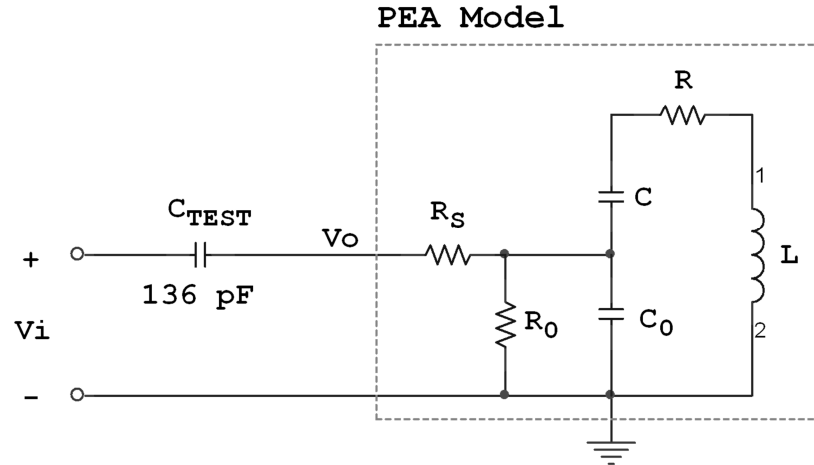 PEA Model
R
1
C
L
2
C_TEST
136 pF
Vo
R_S
R_0
C_0
+
Vi
-